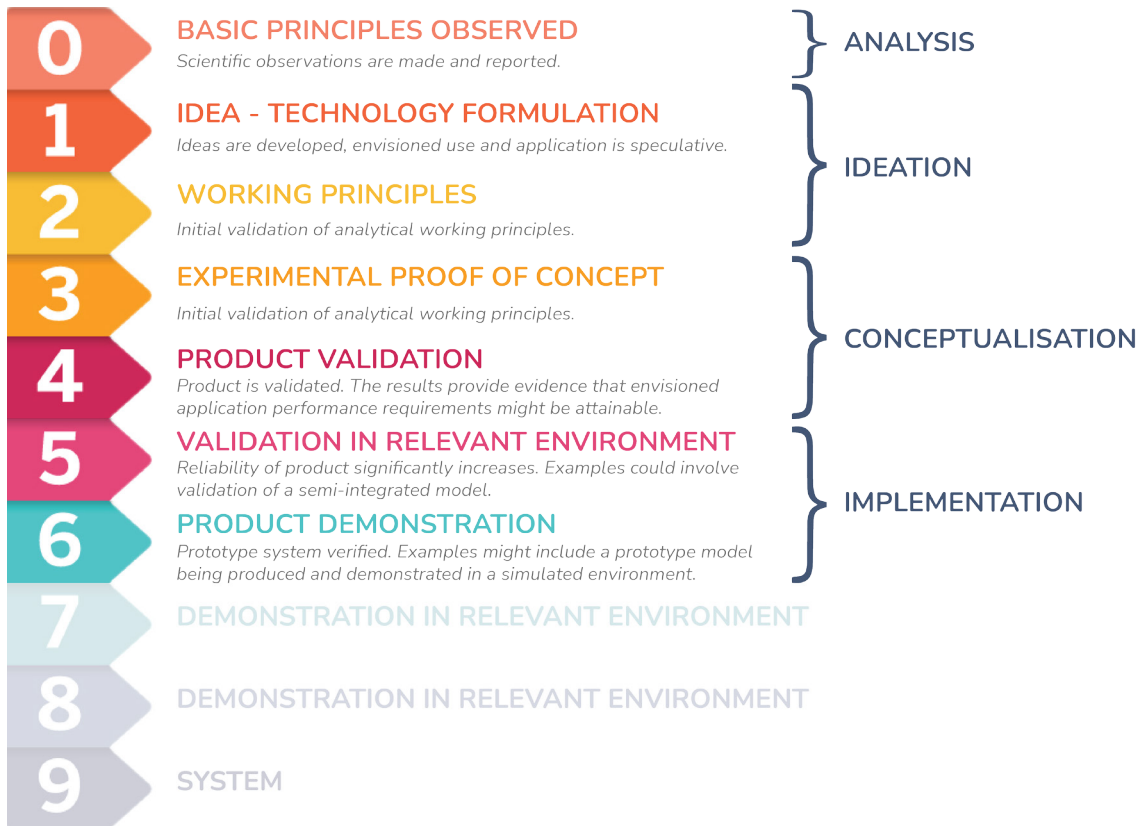 0
BASIC PRINCIPLES OBSERVED
Scientific observations are made and reported.
ANALYSIS
1
IDEA - TECHNOLOGY FORMULATION
Ideas are developed, envisioned use and application is speculative.
IDEATION
2
WORKING PRINCIPLES
Initial validation of analytical working principles.
3
EXPERIMENTAL PROOF OF CONCEPT
Initial validation of analytical working principles.
CONCEPTUALISATION
4
PRODUCT VALIDATION
Product is validated. The results provide evidence that envisioned
application performance requirements might be attainable.
5
VALIDATION IN RELEVANT ENVIRONMENT
Reliability of product significantly increases. Examples could involve
validation of a semi-integrated model.
IMPLEMENTATION
6
PRODUCT DEMONSTRATION
Prototype system verified. Examples might include a prototype model
being produced and demonstrated in a simulated environment.
7
DEMONSTRATION IN RELEVANT ENVIRONMENT
8
DEMONSTRATION IN RELEVANT ENVIRONMENT
9
SYSTEM